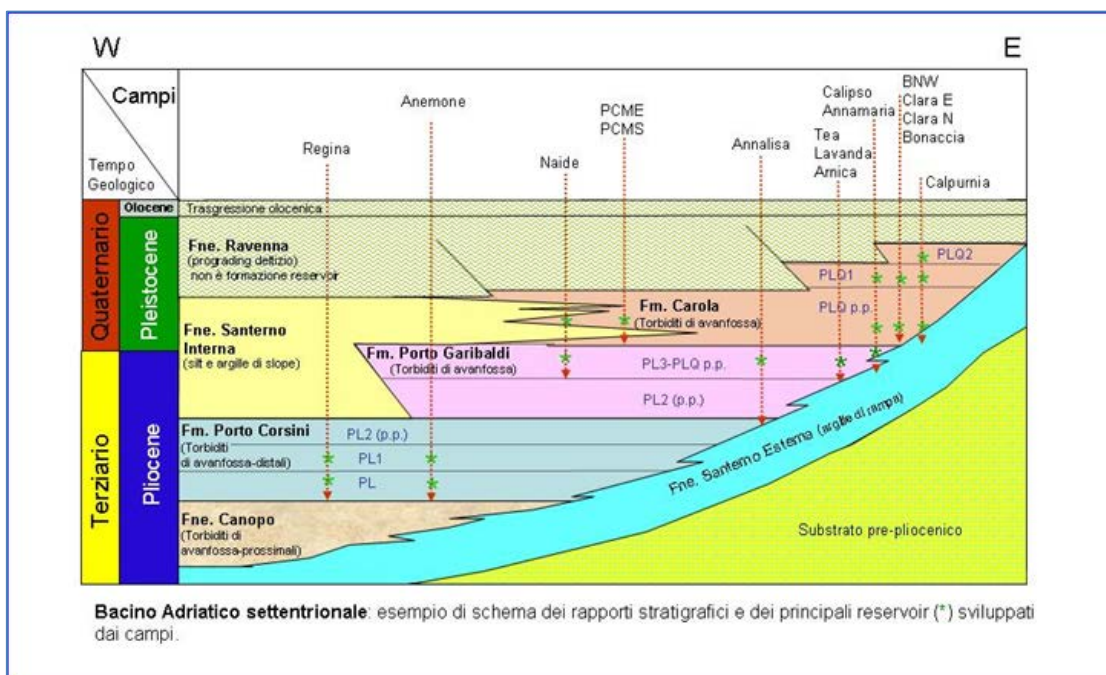 W
E
Campi
Tempo
Geologico
Regina
Anemone
Naide
PCME
PCMS
Annalisa
Calipso
Annamaria
Tea
Lavanda
Arnica
BNW
Clara E
Clara N
Bonaccia
Calpurnia
Quaternario
Olocene
Trasgressione olocenica
Pleistocene
Fne. Ravenna
(prograding deltizio)
non è formazione reservoir
PLQ2
PLQ1
PLQ p.p.
Fm. Carola
(Torbiditi di avanfossa)
Fne. Santerno
Interna
(silt e argille di slope)
Fm. Porto Garibaldi
(Torbiditi di avanfossa)
PL3-PLQ p.p.
PL2 (p.p.)
Terziario
Pliocene
Fm. Porto Corsini
(Torbiditi
di avanfossa-distali)
PL2 (p.p.)
PL1
PL
Fne. Canopo
(Torbiditi di
avanfossa-prossimali)
Fne. Santerno Esterna (argille di rampa)
Substrato pre-pliocenico
Bacino Adriatico settentrionale: esempio di schema dei rapporti stratigrafici e dei principali reservoir (*) sviluppati
dai campi.